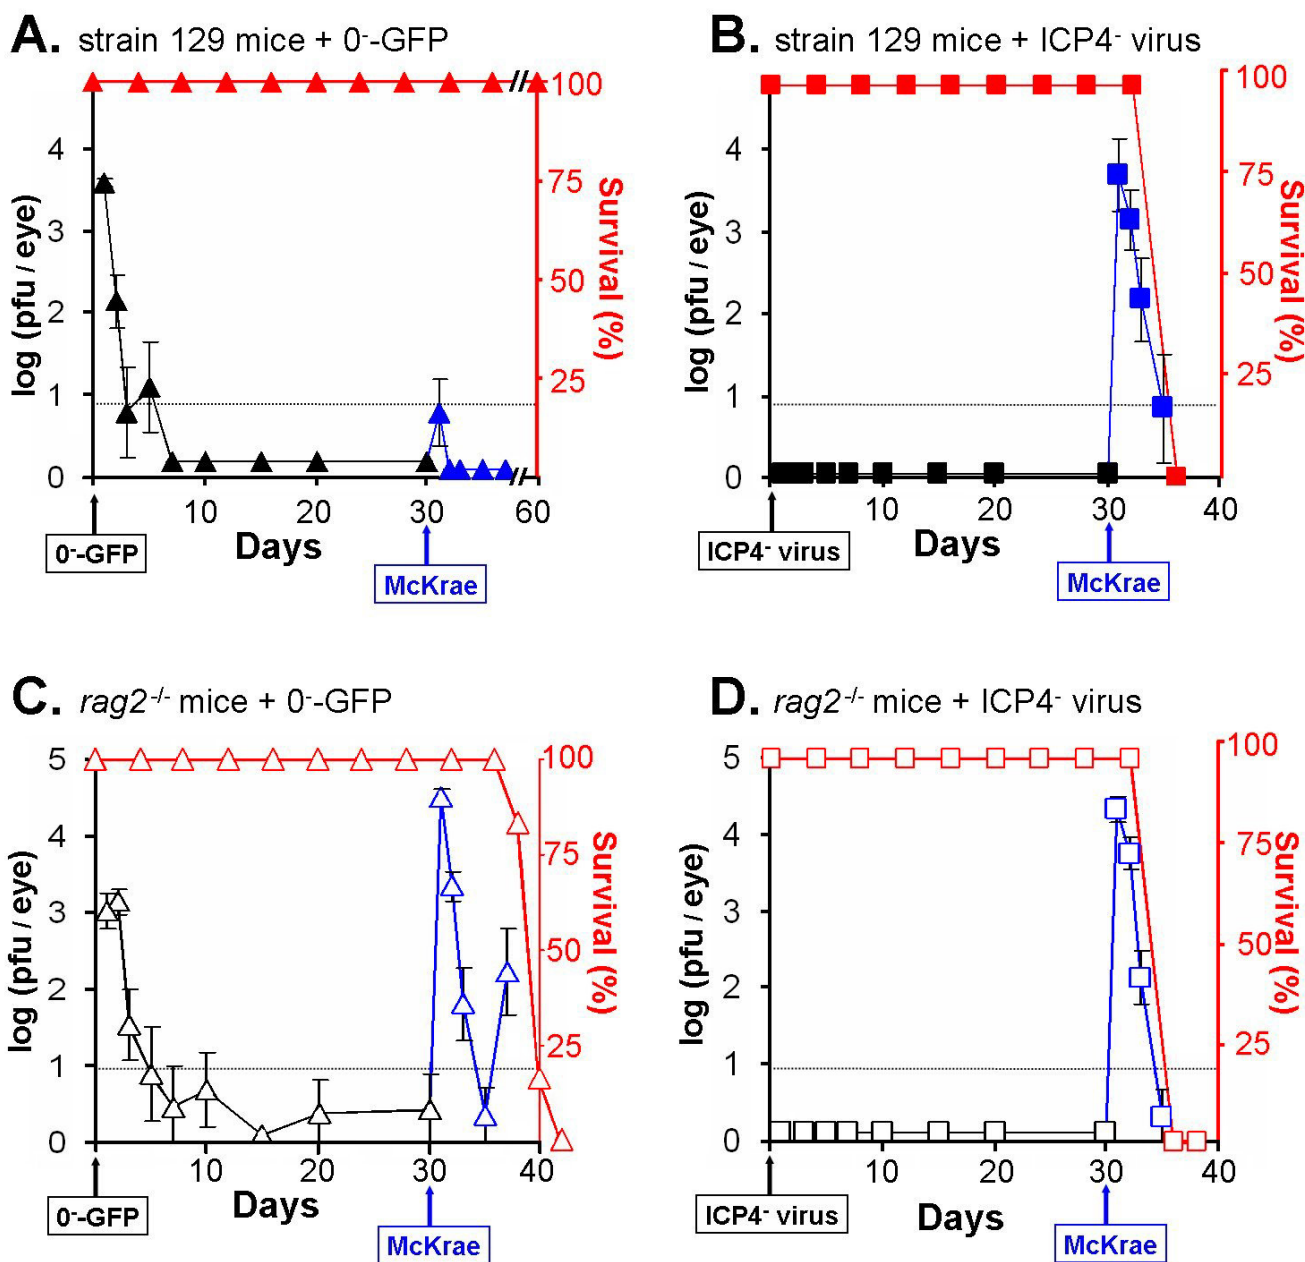 A. strain 129 mice + 0⁻-GFP
4
3
2
1
0
log (pfu / eye)
100
75
50
25
Survival (%)
10 20 30 60
Days
0⁻-GFP
McKrae
B. strain 129 mice + ICP4⁻ virus
4
3
2
1
0
log (pfu / eye)
100
75
50
25
Survival (%)
10 20 30 40
Days
ICP4⁻ virus
McKrae
C. rag2⁻/⁻ mice + 0⁻-GFP
5
4
3
2
1
0
log (pfu / eye)
100
75
50
25
Survival (%)
10 20 30 40
Days
0⁻-GFP
McKrae
D. rag2⁻/⁻ mice + ICP4⁻ virus
5
4
3
2
1
0
log (pfu / eye)
100
75
50
25
Survival (%)
10 20 30 40
Days
ICP4⁻ virus
McKrae